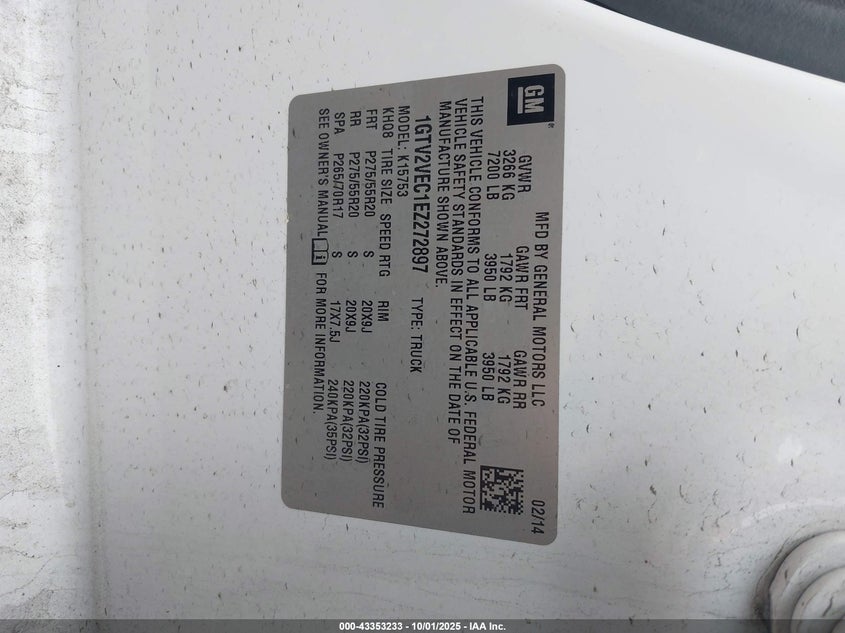 GM
MFD BY GENERAL MOTORS LLC 02/14
GVWR GAWR FRT GAWR RR
3266 KG 1792 KG 1792 KG
7200 LB 3950 LB 3950 LB
THIS VEHICLE CONFORMS TO ALL APPLICABLE U.S. FEDERAL MOTOR
VEHICLE SAFETY STANDARDS IN EFFECT ON THE DATE OF
MANUFACTURE SHOWN ABOVE.
1GTV2VEC1EZ272897 TYPE: TRUCK
MODEL: K15753
KHQ8 TIRE SIZE SPEED RTG RIM COLD TIRE PRESSURE
FRT P275/55R20 S 20X9J 220KPA(32PSI)
RR P275/55R20 S 20X9J 220KPA(32PSI)
SPA P265/70R17 S 17X7.5J 240KPA(35PSI)
SEE OWNER'S MANUAL FOR MORE INFORMATION.
000-43353233 - 10/01/2025 - IAA Inc.